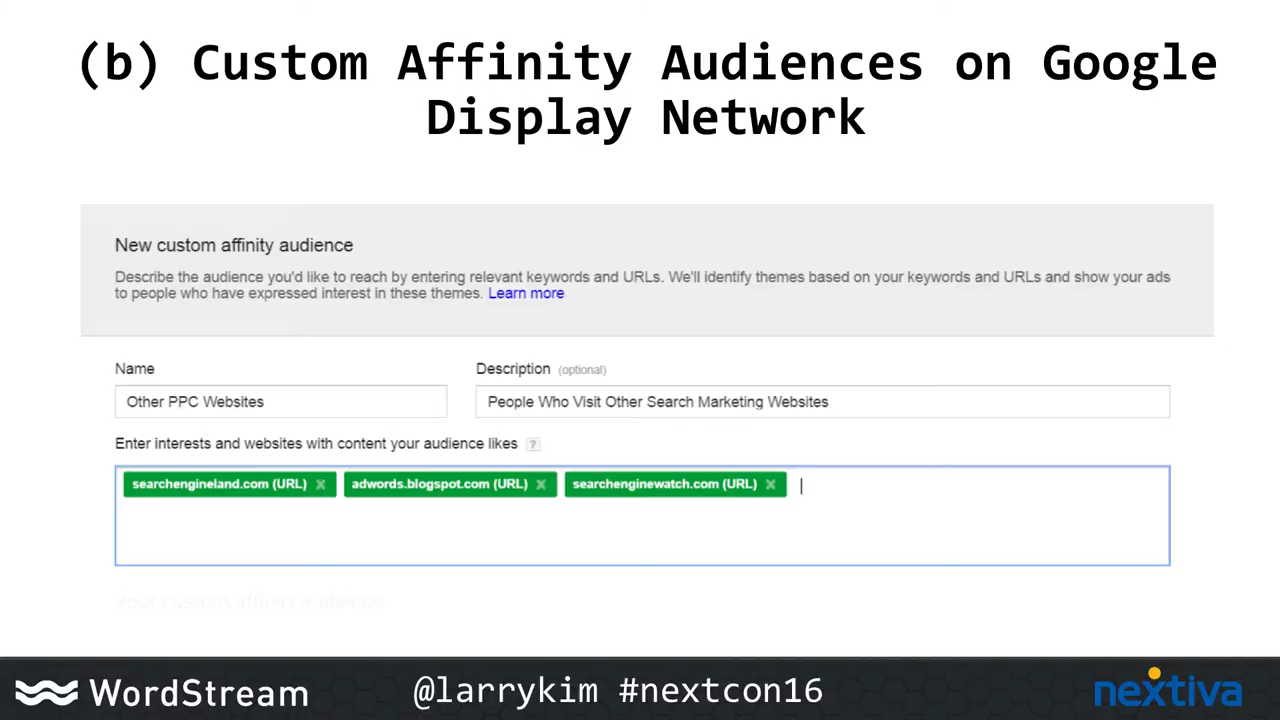 (b) Custom Affinity Audiences on Google
Display Network
New custom affinity audience
Describe the audience you'd like to reach by entering relevant keywords and URLs. We'll identify themes based on your keywords and URLs and show your ads
to people who have expressed interest in these themes. Learn more
Name
Description (optional)
Other PPC Websites
People Who Visit Other Search Marketing Websites
Enter interests and websites with content your audience likes ?
searchengineland.com (URL) x adwords.blogspot.com (URL) x searchenginewatch.com (URL) x
Your custom affinity audience
WordStream
@larrykim #nextcon16
nextiva